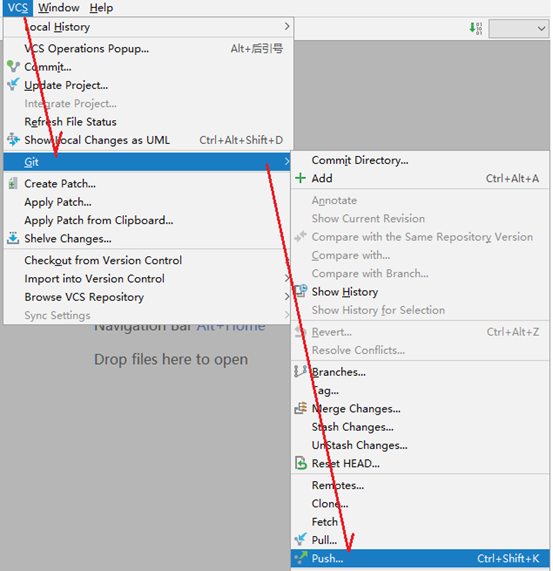 VCS Window Help
Local History
VCS Operations Popup... Alt+后引号
Commit...
Update Project...
Integrate Project...
Refresh File Status
Show Local Changes as UML Ctrl+Alt+Shift+D
Git
Create Patch...
Apply Patch...
Apply Patch from Clipboard...
Shelve Changes...
Checkout from Version Control
Import into Version Control
Browse VCS Repository
Sync Settings
Navigation Bar Alt+Home
Drop files here to open
Commit Directory...
Add Ctrl+Alt+A
Annotate
Show Current Revision
Compare with the Same Repository Version
Compare with...
Compare with Branch...
Show History
Show History for Selection
Revert... Ctrl+Alt+Z
Resolve Conflicts...
Branches...
Tag...
Merge Changes...
Stash Changes...
UnStash Changes...
Reset HEAD...
Remotes...
Clone...
Fetch
Pull...
Push... Ctrl+Shift+K